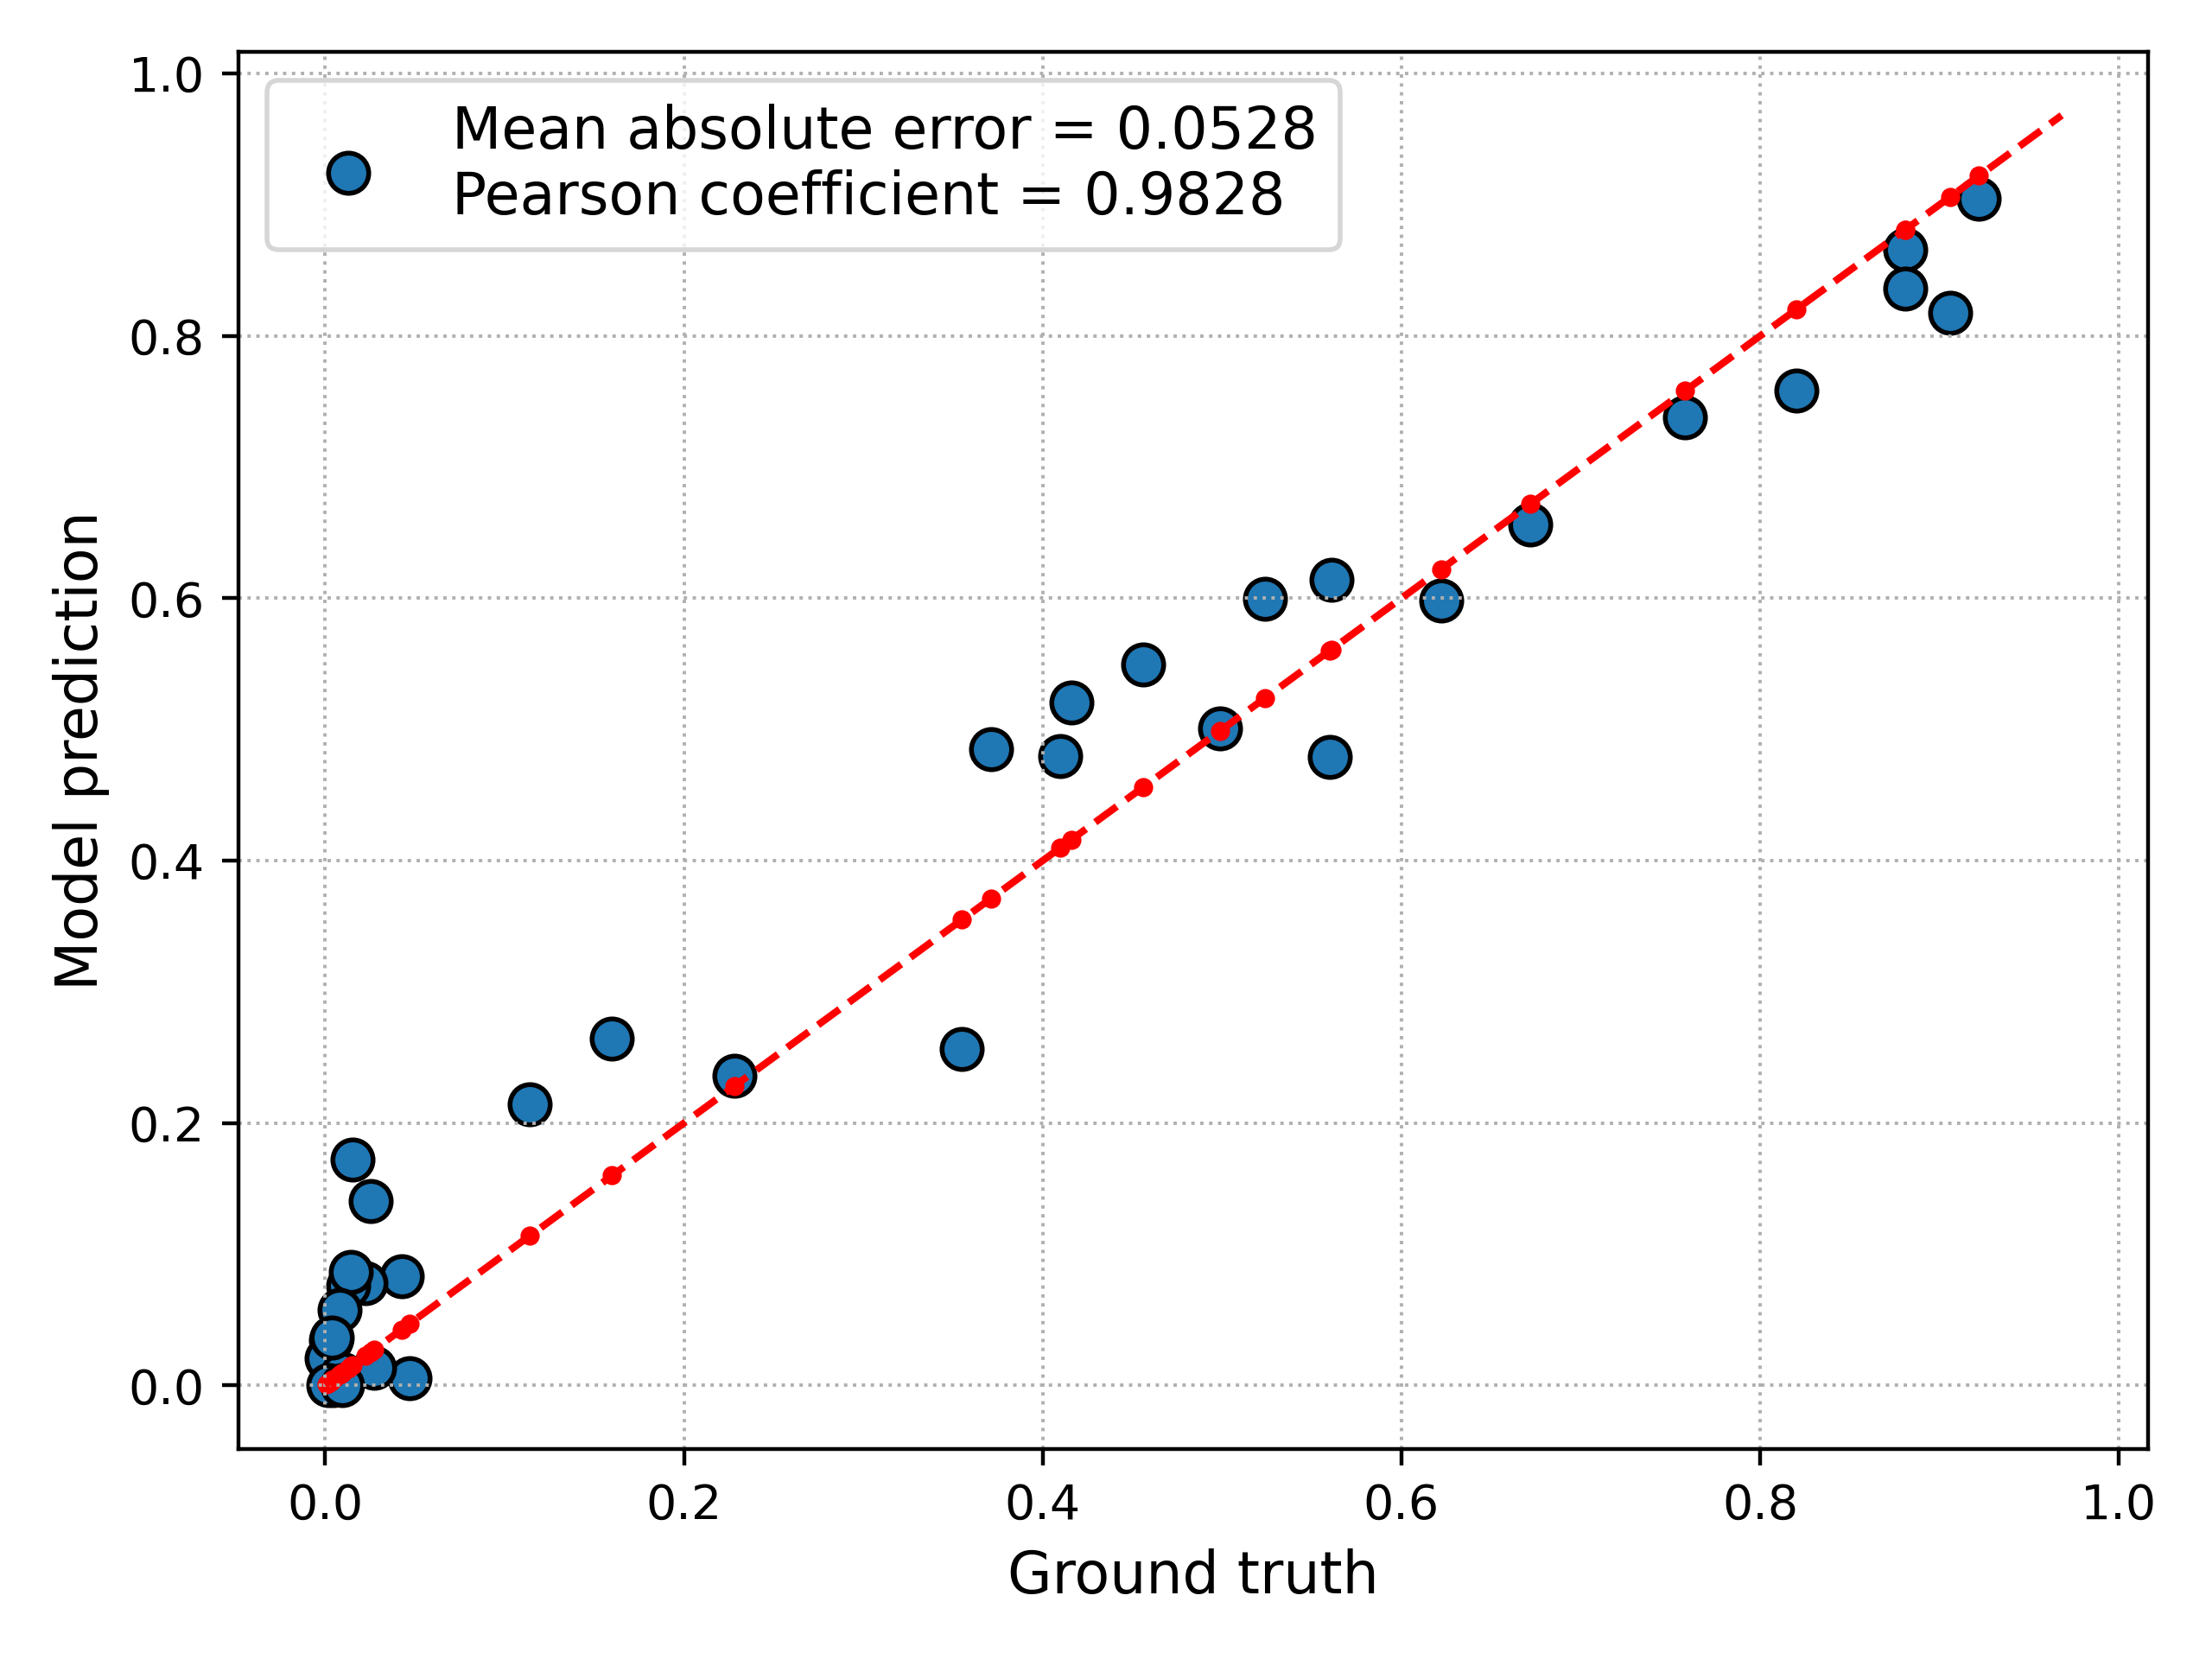 Mean absolute error = 0.0528
Pearson coefficient = 0.9828
1.0
0.8
0.6
0.4
0.2
0.0
Model prediction
0.0 0.2 0.4 0.6 0.8 1.0
Ground truth